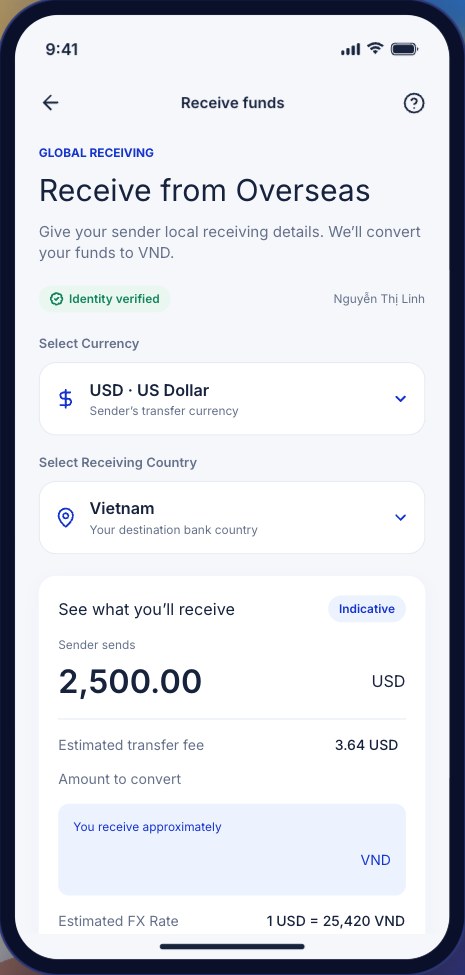 9:41
Receive funds
GLOBAL RECEIVING
Receive from Overseas
Give your sender local receiving details. We’ll convert
your funds to VND.
Identity verified
Nguyễn Thị Linh
Select Currency
USD · US Dollar
Sender’s transfer currency
Select Receiving Country
Vietnam
Your destination bank country
See what you’ll receive
Indicative
Sender sends
2,500.00 USD
Estimated transfer fee 3.64 USD
Amount to convert
You receive approximately
VND
Estimated FX Rate 1 USD = 25,420 VND